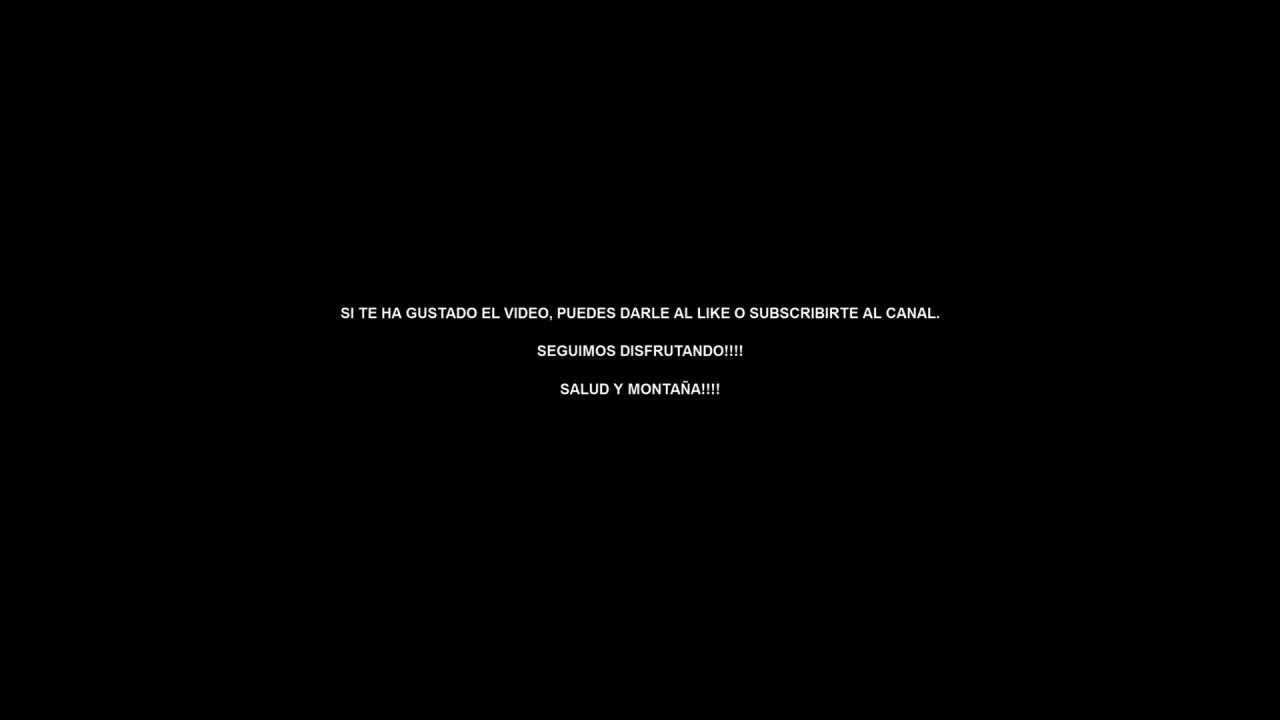 SI TE HA GUSTADO EL VIDEO, PUEDES DARLE AL LIKE O SUBSCRIBIRTE AL CANAL.
SEGUIMOS DISFRUTANDO!!!!
SALUD Y MONTAÑA!!!!